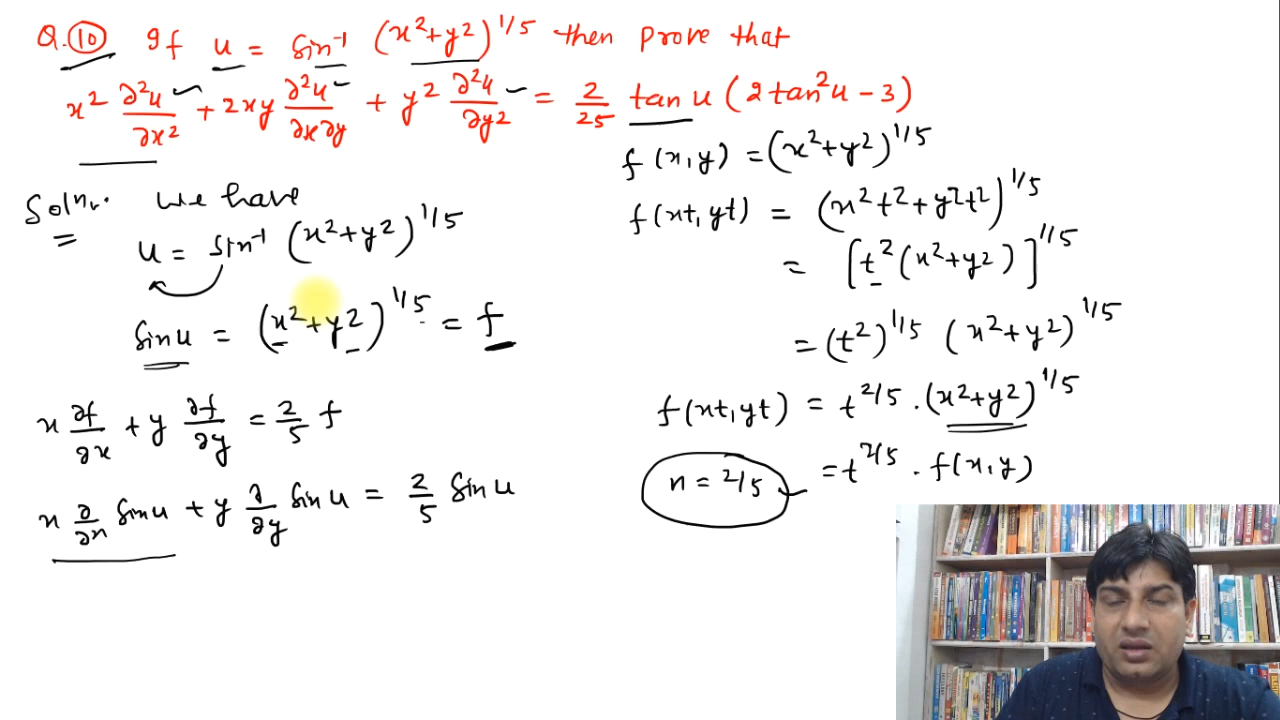 Q. 10 If u = sin⁻¹ (x²+y²)^1/5 then prove that
x² ∂²u/∂x² + 2xy ∂²u/∂x∂y + y² ∂²u/∂y² = 2/25 tan u (2tan²u - 3)
Soln. We have
u = sin⁻¹ (x²+y²)^1/5
sin u = (x²+y²)^1/5 = f
x ∂f/∂x + y ∂f/∂y = 2/5 f
x ∂/∂x sin u + y ∂/∂y sin u = 2/5 sin u
f(x,y) = (x²+y²)^1/5
f(xt,yt) = (x²t²+y²t²)^1/5
= [t²(x²+y²)]^1/5
= (t²)^1/5 (x²+y²)^1/5
f(xt,yt) = t^2/5 . (x²+y²)^1/5
= t^2/5 . f(x,y)
n = 2/5